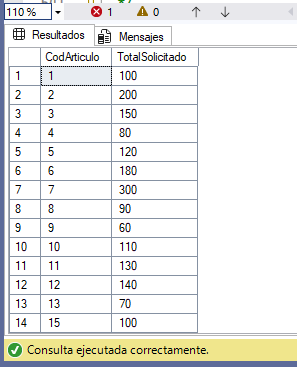 110 % 1 0
Resultados Mensajes
CodArticulo TotalSolicitado
1 1 100
2 2 200
3 3 150
4 4 80
5 5 120
6 6 180
7 7 300
8 8 90
9 9 60
10 10 110
11 11 130
12 12 140
13 13 70
14 15 100
Consulta ejecutada correctamente.